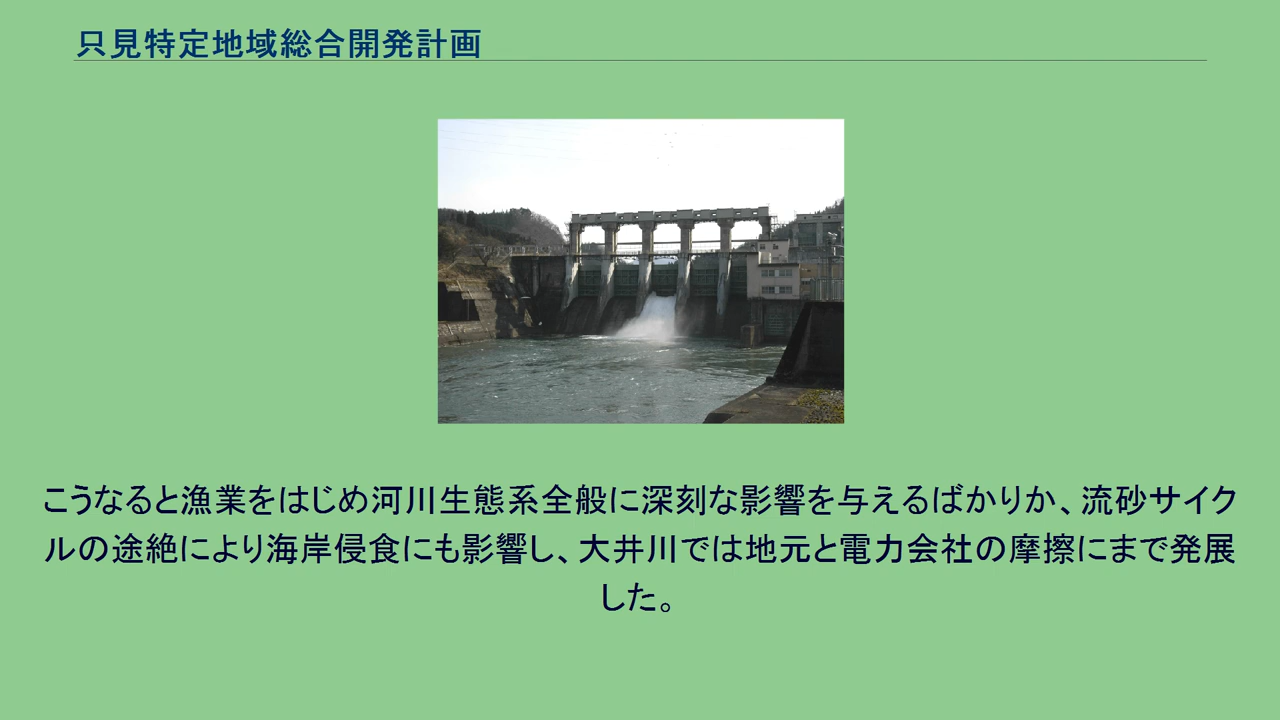 只見特定地域総合開発計画
こうなると漁業をはじめ河川生態系全般に深刻な影響を与えるばかりか、流砂サイク
ルの途絶により海岸侵食にも影響し、大井川では地元と電力会社の摩擦にまで発展
した。